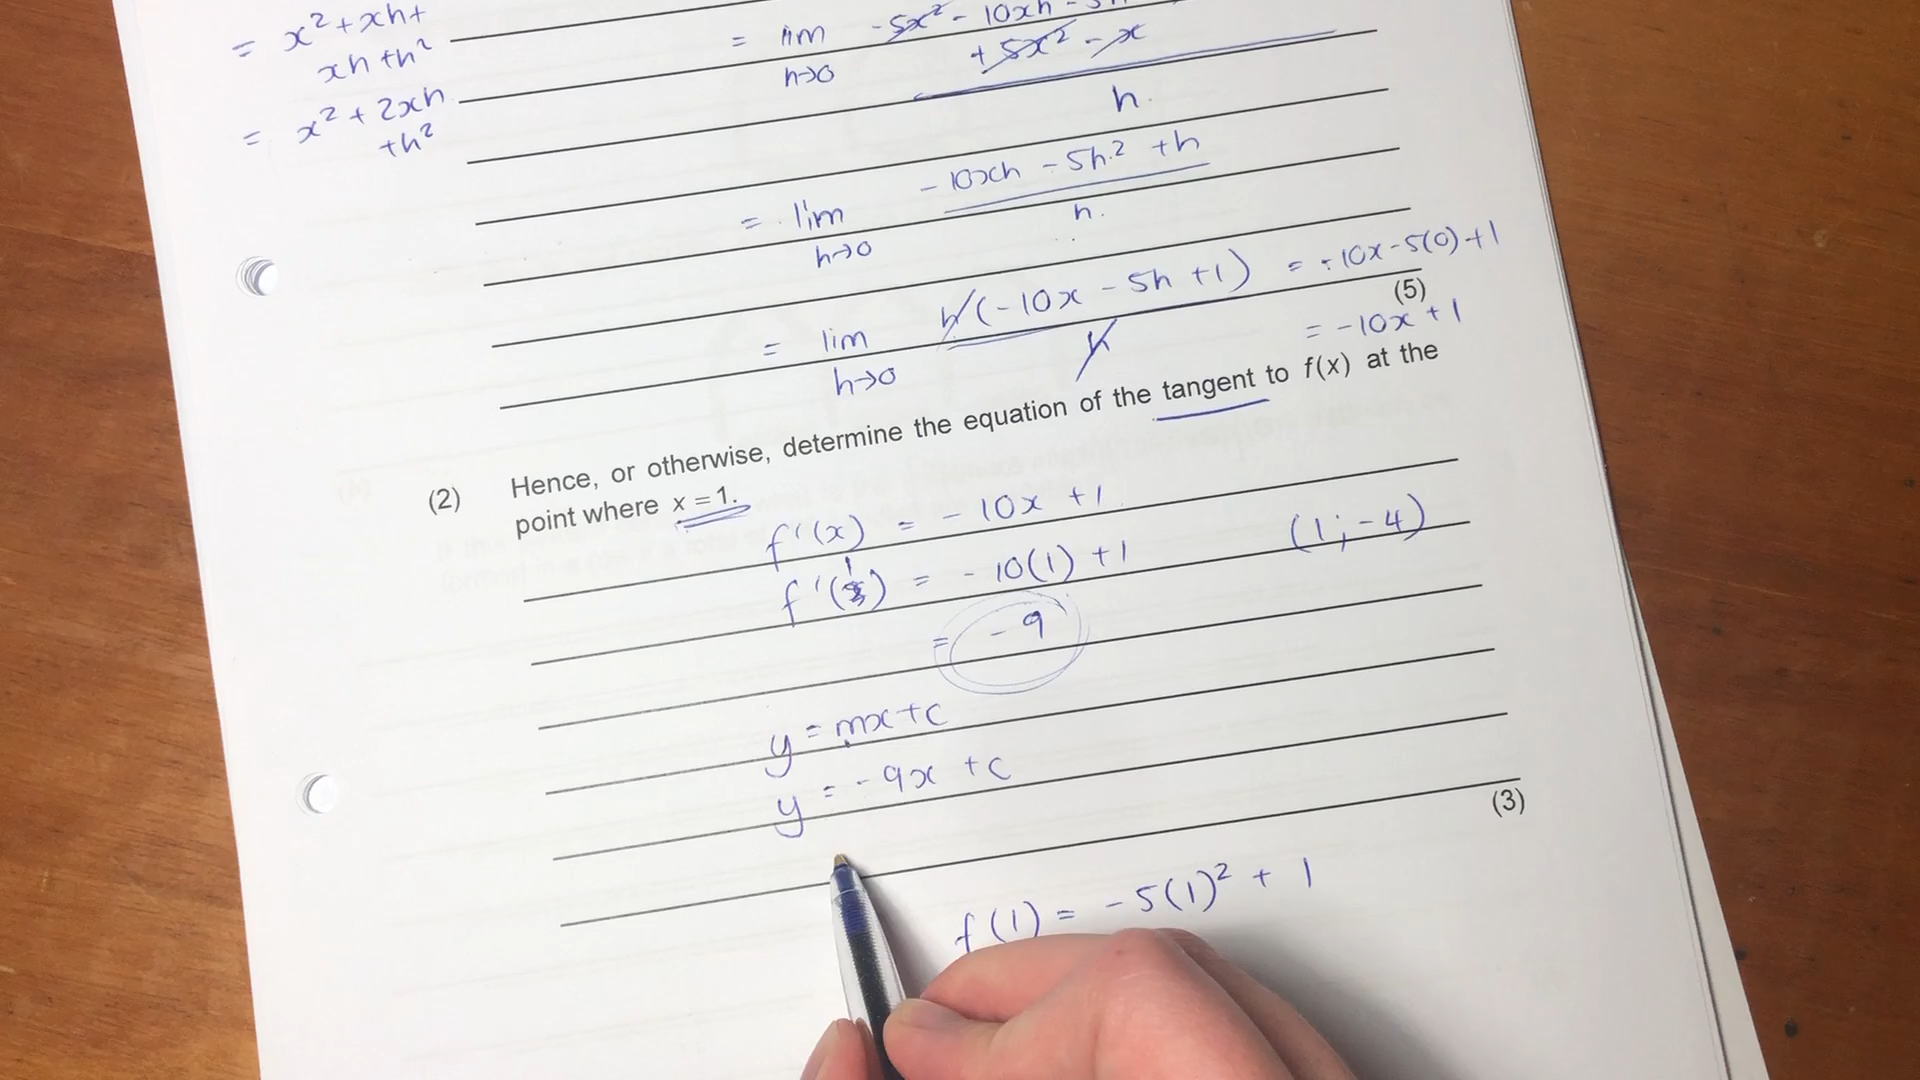 = x² + xh +
xh + h²
= x² + 2xh
+ h²
= lim -5x² - 10xh -
h→0 + 5x² - x
h
= lim -10xh - 5h² + h
h→0 h
= lim h(-10x - 5h + 1) = -10x - 5(0) + 1
h→0 h
(5)
= -10x + 1
(2) Hence, or otherwise, determine the equation of the tangent to f(x) at the
point where x = 1.
f'(x) = -10x + 1
f'(1) = -10(1) + 1 (1; -4)
= -9
y = mx + c
y = -9x + c
(3)
f(1) = -5(1)² + 1